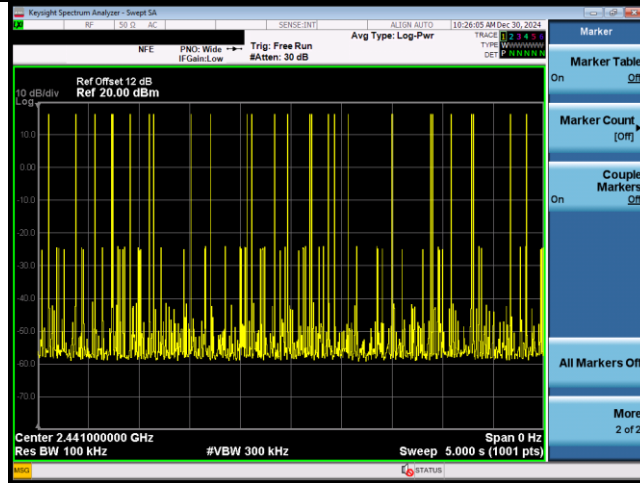 Keysight Spectrum Analyzer - Swept SA
RF 50 Ω AC SENSE:INT ALIGN AUTO 10:26:05 AM Dec 30, 2024
Marker
Avg Type: Log-Pwr TRACE 1 2 3 4 5 6
TYPE W
NFE PNO: Wide Trig: Free Run DET P N N N N N
IFGain:Low #Atten: 30 dB
Marker Table
On Off
Ref Offset 12 dB
10 dB/div Ref 20.00 dBm
Log
Marker Count
[Off]
10.0
Couple
Markers
0.00
On Off
-10.0
-20.0
-30.0
-40.0
-50.0
-60.0
All Markers Off
-70.0
More
2 of 2
Center 2.441000000 GHz Span 0 Hz
Res BW 100 kHz #VBW 300 kHz Sweep 5.000 s (1001 pts)
MSG STATUS